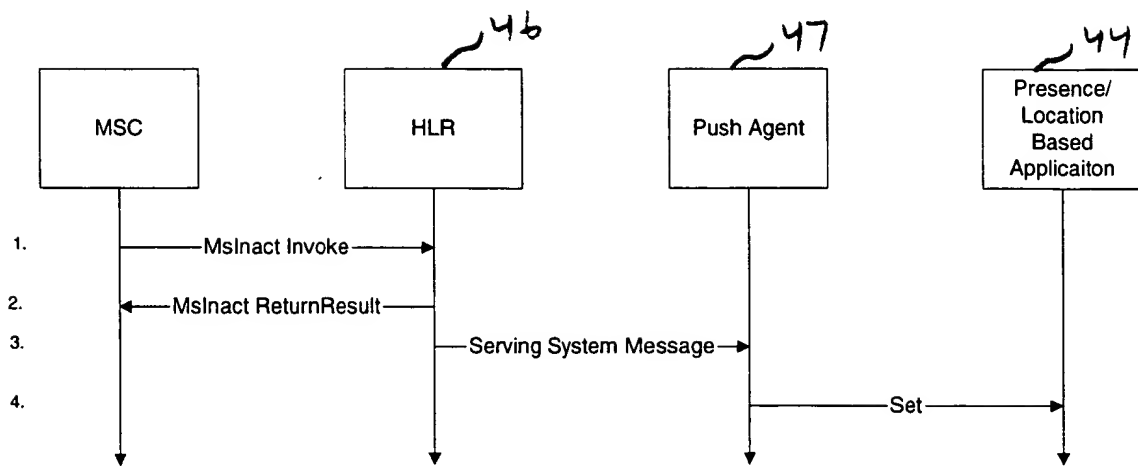 46
47
44
MSC
HLR
Push Agent
Presence/
Location
Based
Applicaiton
1.
MsInact Invoke
2.
MsInact ReturnResult
3.
Serving System Message
4.
Set